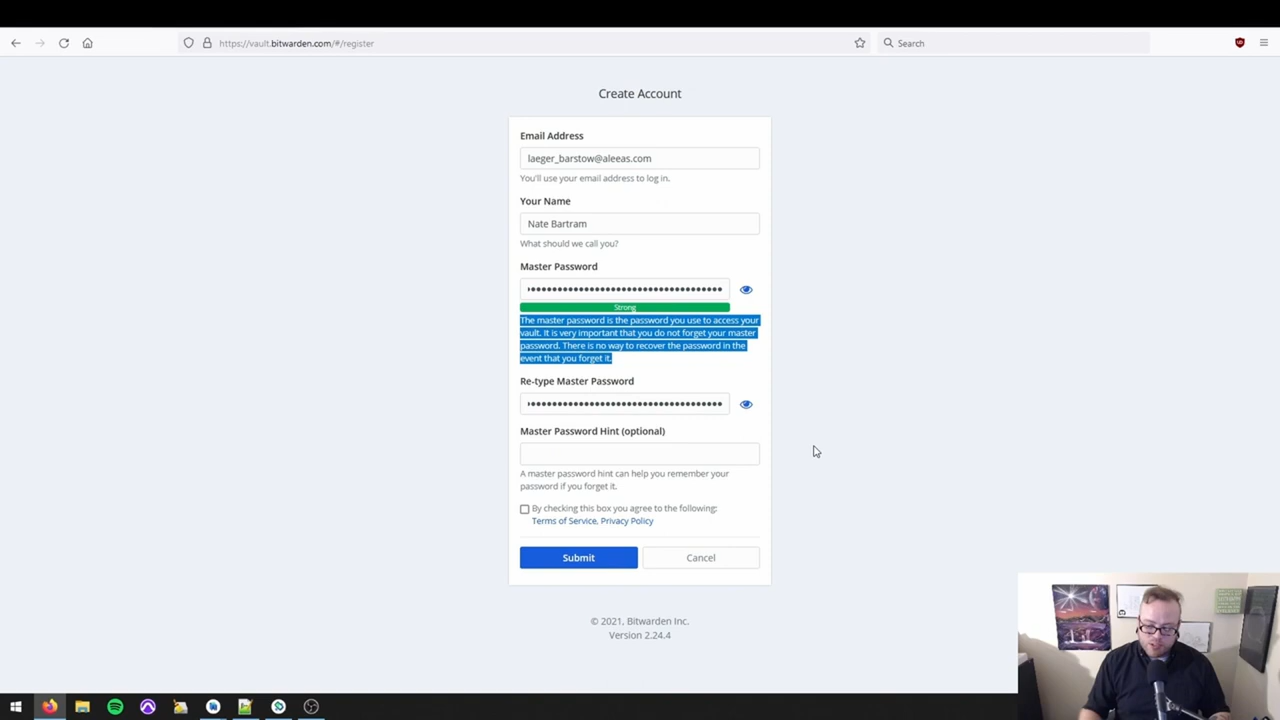 https://vault.bitwarden.com/#/register
Search
Create Account
Email Address
laeger_barstow@aleeas.com
You'll use your email address to log in.
Your Name
Nate Bartram
What should we call you?
Master Password
Strong
The master password is the password you use to access your
vault. It is very important that you do not forget your master
password. There is no way to recover the password in the
event that you forget it.
Re-type Master Password
Master Password Hint (optional)
A master password hint can help you remember your
password if you forget it.
By checking this box you agree to the following:
Terms of Service, Privacy Policy
Submit
Cancel
© 2021, Bitwarden Inc.
Version 2.24.4